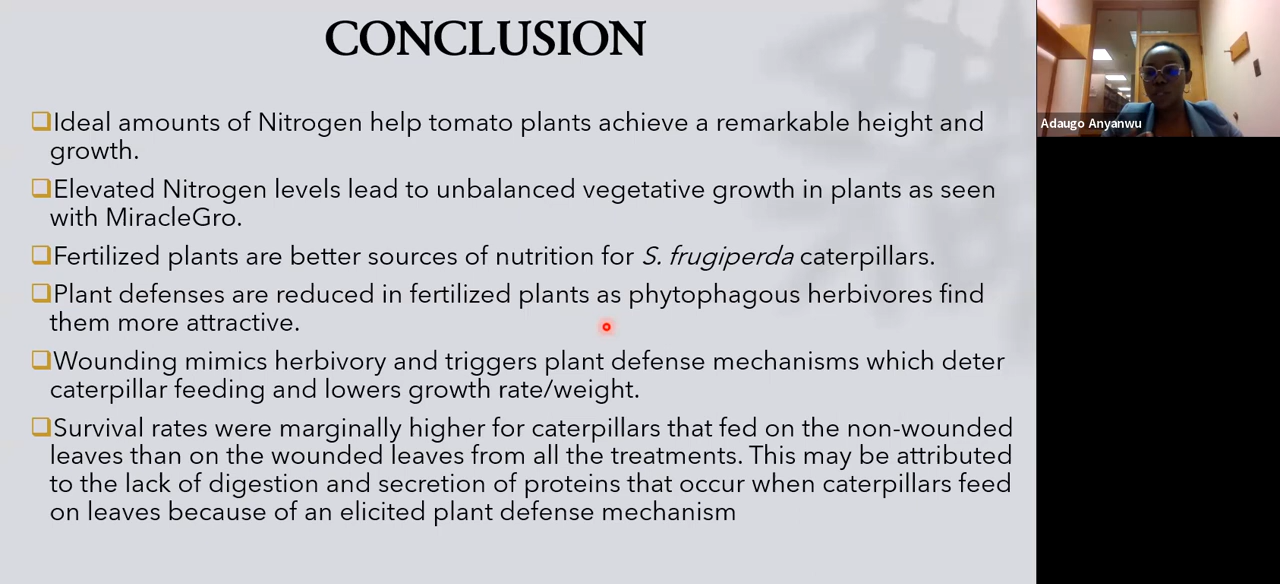 CONCLUSION
Ideal amounts of Nitrogen help tomato plants achieve a remarkable height and
growth.
Elevated Nitrogen levels lead to unbalanced vegetative growth in plants as seen
with MiracleGro.
Fertilized plants are better sources of nutrition for S. frugiperda caterpillars.
Plant defenses are reduced in fertilized plants as phytophagous herbivores find
them more attractive.
Wounding mimics herbivory and triggers plant defense mechanisms which deter
caterpillar feeding and lowers growth rate/weight.
Survival rates were marginally higher for caterpillars that fed on the non-wounded
leaves than on the wounded leaves from all the treatments. This may be attributed
to the lack of digestion and secretion of proteins that occur when caterpillars feed
on leaves because of an elicited plant defense mechanism
Adaugo Anyanwu